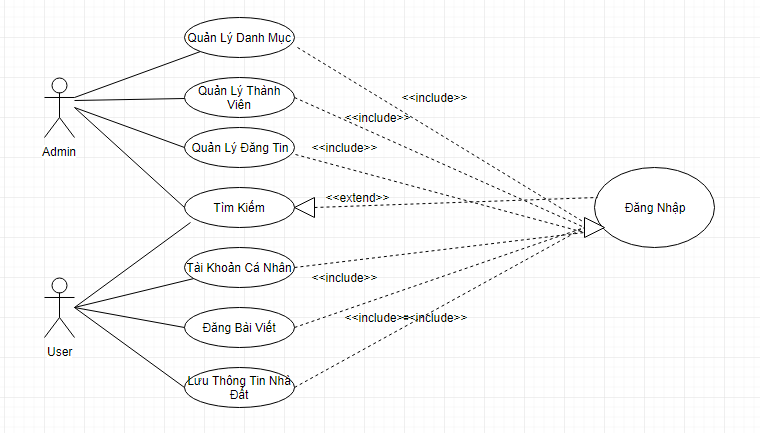 Quản Lý Danh Mục
<<include>>
Quản Lý Thành
Viên
<<include>>
Admin
Quản Lý Đăng Tin
<<include>>
Tìm Kiếm
<<extend>>
Đăng Nhập
Tài Khoản Cá Nhân
<<include>>
Đăng Bài Viết
<<include>>
<<include>>
User
Lưu Thông Tin Nhà
Đất